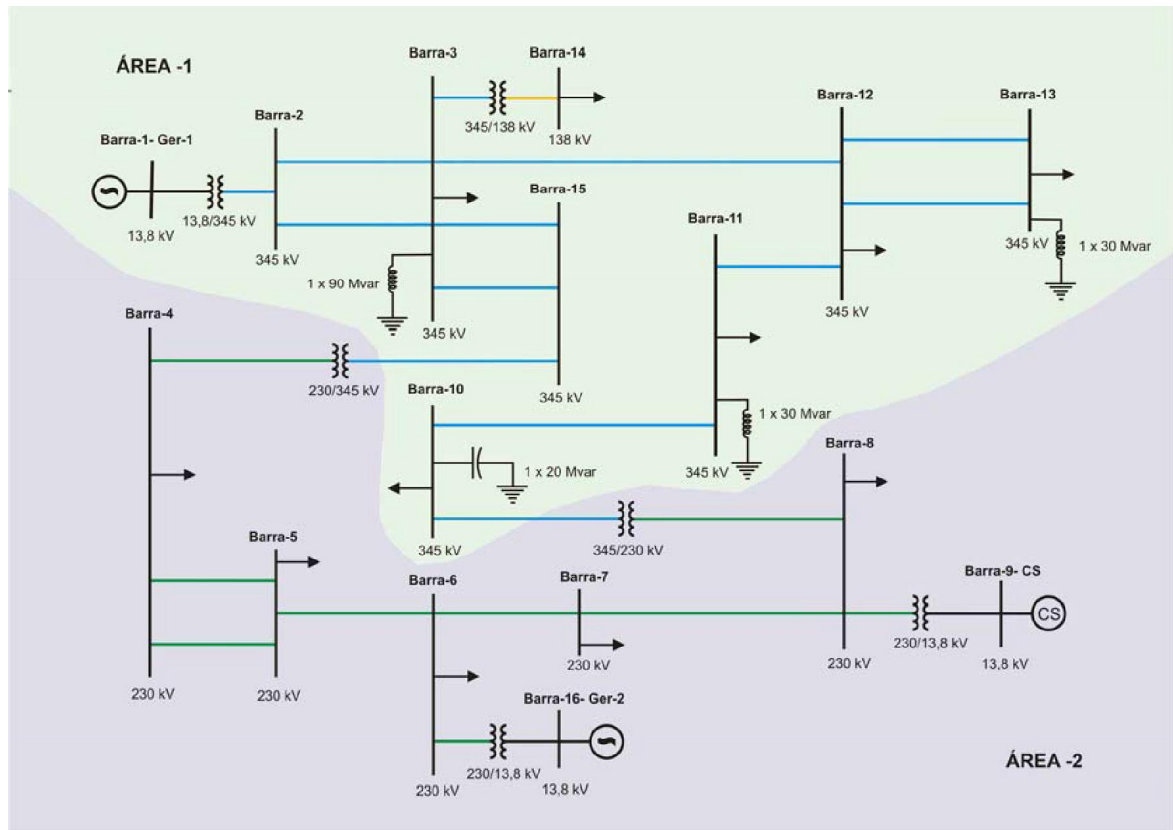 ÁREA -1
Barra-3
Barra-14
345/138 kV
138 kV
Barra-12
Barra-13
Barra-2
Barra-1- Ger-1
13,8/345 kV
13,8 kV
345 kV
Barra-15
Barra-11
1 x 90 Mvar
345 kV
345 kV
1 x 30 Mvar
345 kV
Barra-4
230/345 kV
345 kV
Barra-10
1 x 30 Mvar
345 kV
Barra-8
1 x 20 Mvar
345 kV
345/230 kV
Barra-5
Barra-6
Barra-7
Barra-9- CS
CS
230/13,8 kV
13,8 kV
230 kV
230 kV
230 kV
230 kV
Barra-16- Ger-2
230/13,8 kV
230 kV
13,8 kV
ÁREA -2